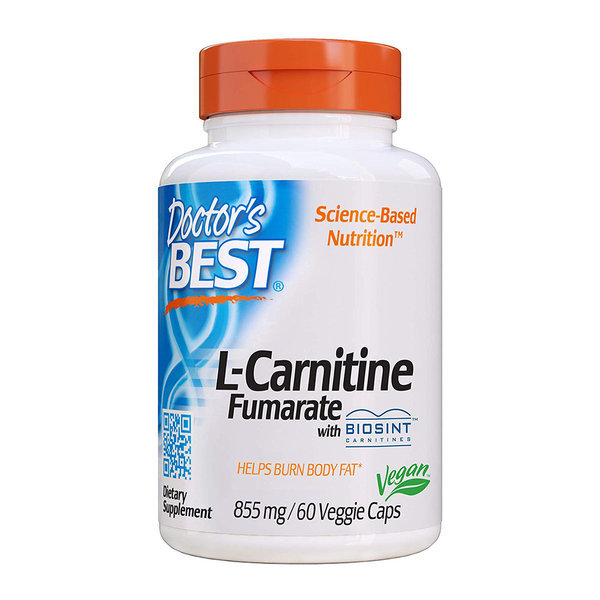 Doctor's
BEST®
Science-Based
Nutrition™
L-Carnitine
Fumarate
with BIOSINT™
CARNITINES
HELPS BURN BODY FAT*
Vegan
Dietary
Supplement
855 mg / 60 Veggie Caps